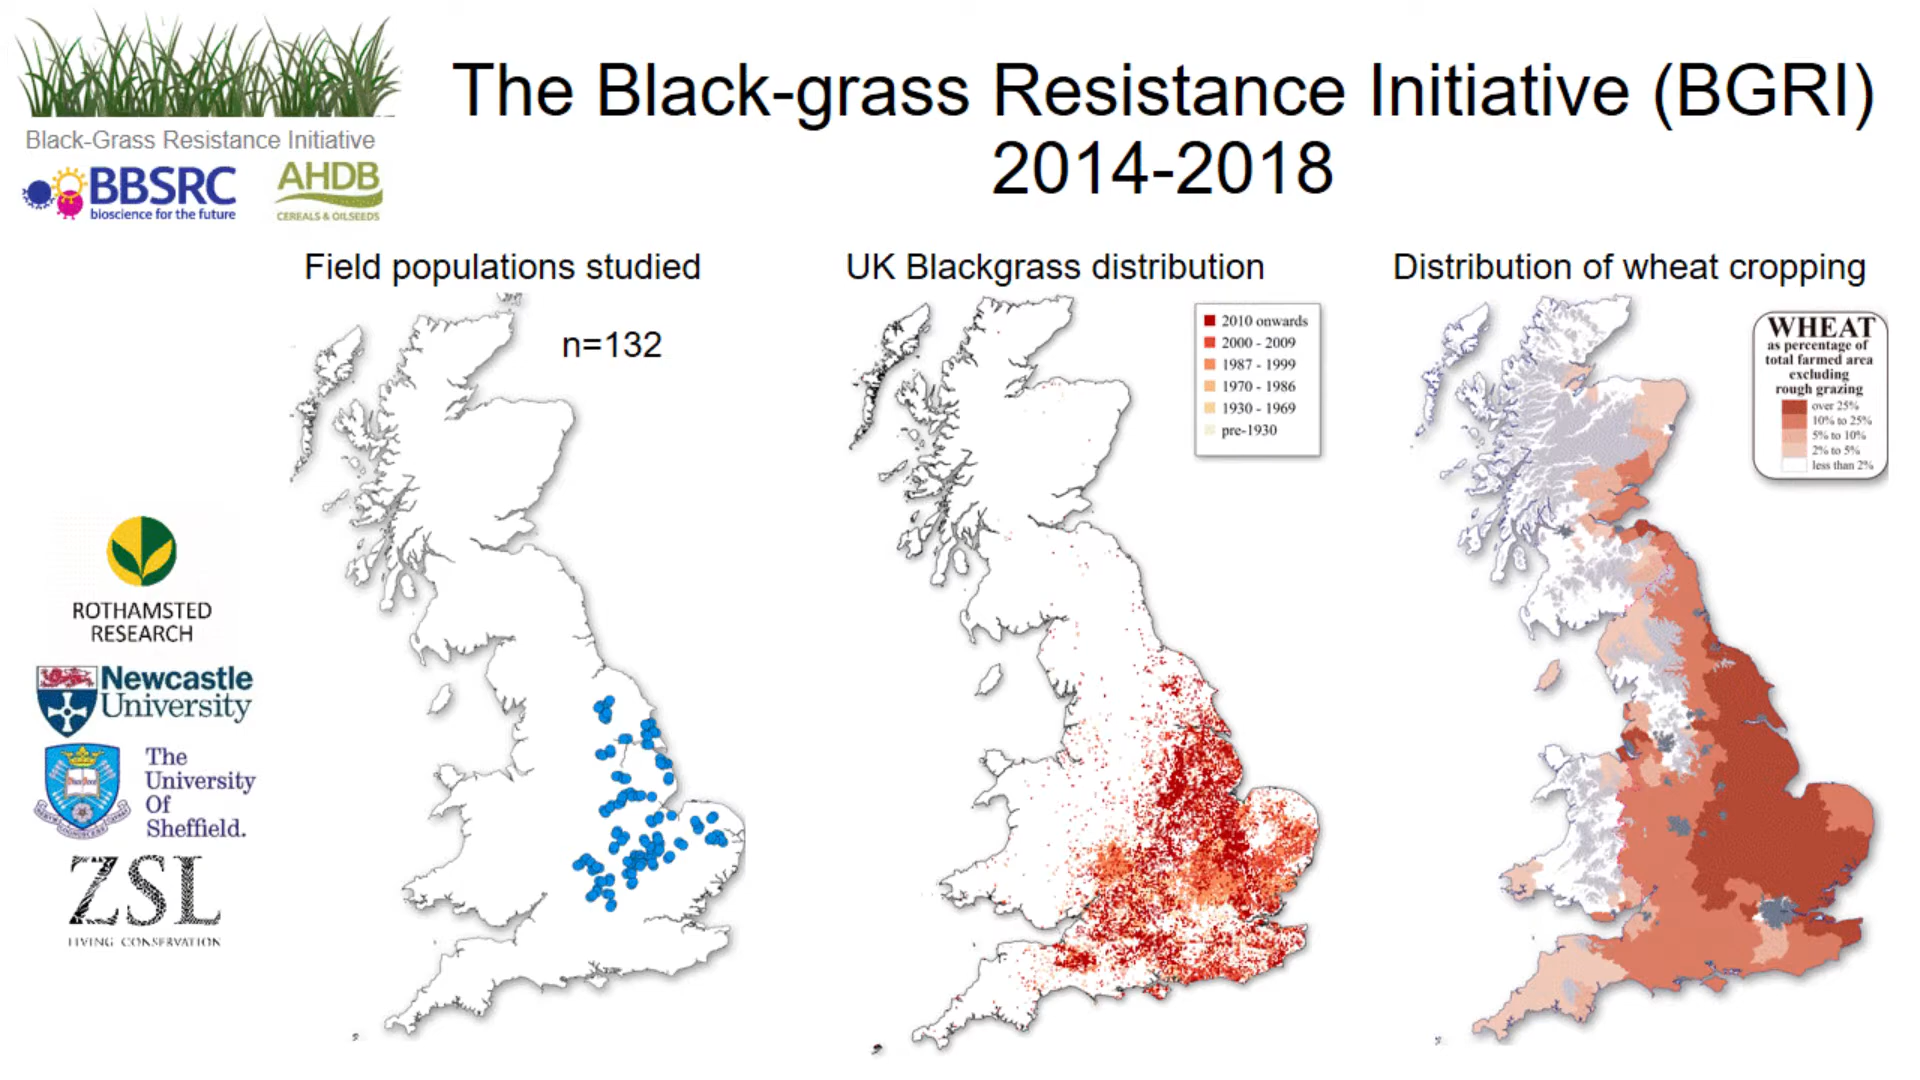 The Black-grass Resistance Initiative (BGRI)
2014-2018
Black-Grass Resistance Initiative
BBSRC
bioscience for the future
AHDB
CEREALS & OILSEEDS
Field populations studied
n=132
UK Blackgrass distribution
2010 onwards
2000 - 2009
1987 - 1999
1970 - 1986
1930 - 1969
pre-1930
Distribution of wheat cropping
WHEAT
as percentage of
total farmed area
excluding
rough grazing
over 25%
10% to 25%
5% to 10%
2% to 5%
less than 2%
ROTHAMSTED
RESEARCH
Newcastle
University
The
University
Of
Sheffield.
ZSL
LIVING CONSERVATION